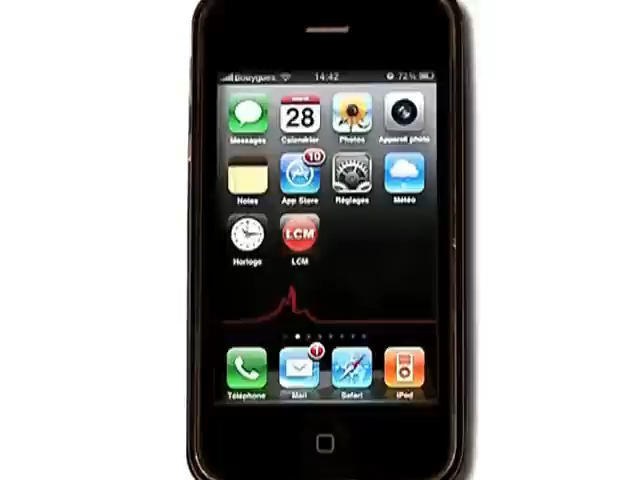 Bouygues 14:42 72 %
28
Messages Calendrier Photos Appareil photo
10
Notes App Store Réglages Météo
LCM
Horloge LCM
1
Téléphone Mail Safari iPod